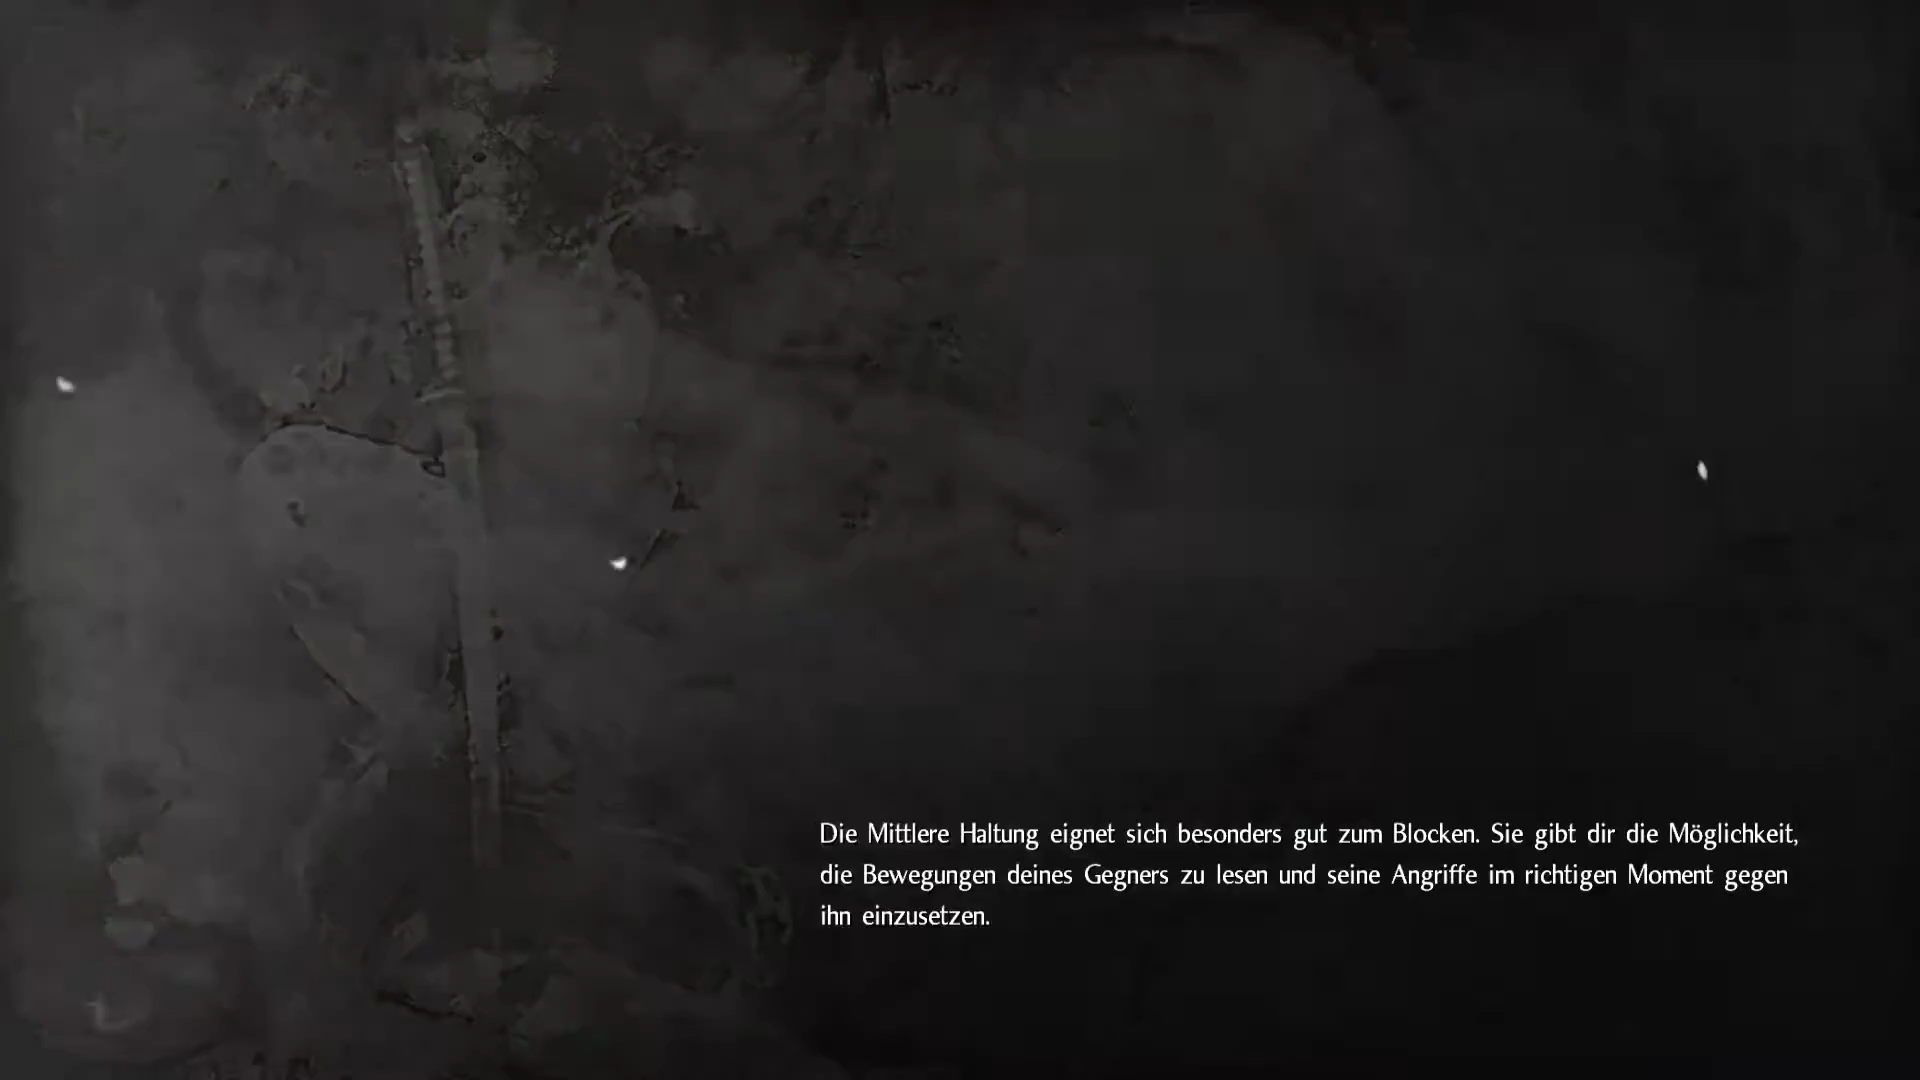 Die Mittlere Haltung eignet sich besonders gut zum Blocken. Sie gibt dir die Möglichkeit,
die Bewegungen deines Gegners zu lesen und seine Angriffe im richtigen Moment gegen
ihn einzusetzen.